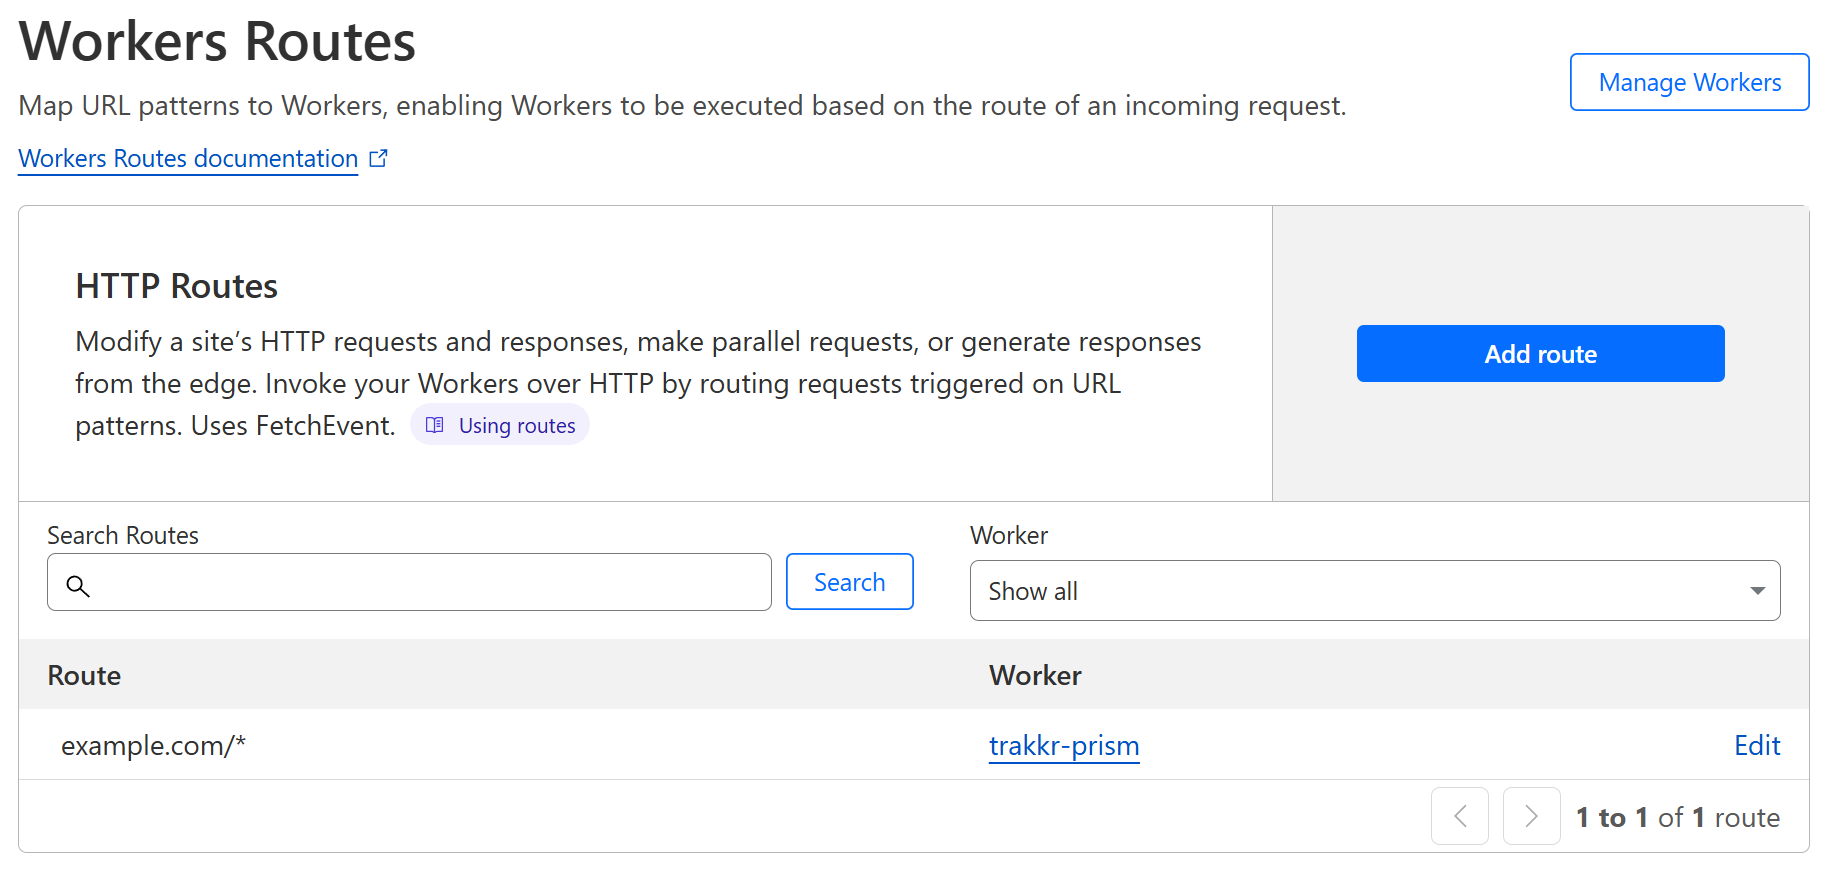 Workers Routes
Map URL patterns to Workers, enabling Workers to be executed based on the route of an incoming request.
Manage Workers
Workers Routes documentation
HTTP Routes
Modify a site’s HTTP requests and responses, make parallel requests, or generate responses
from the edge. Invoke your Workers over HTTP by routing requests triggered on URL
patterns. Uses FetchEvent. Using routes
Add route
Search Routes
Search
Worker
Show all
Route Worker
example.com/* trakkr-prism Edit
1 to 1 of 1 route